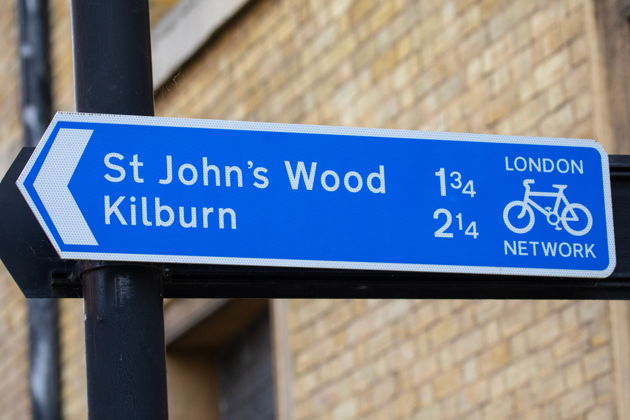 St John's Wood 1¾
Kilburn 2¼
LONDON
NETWORK